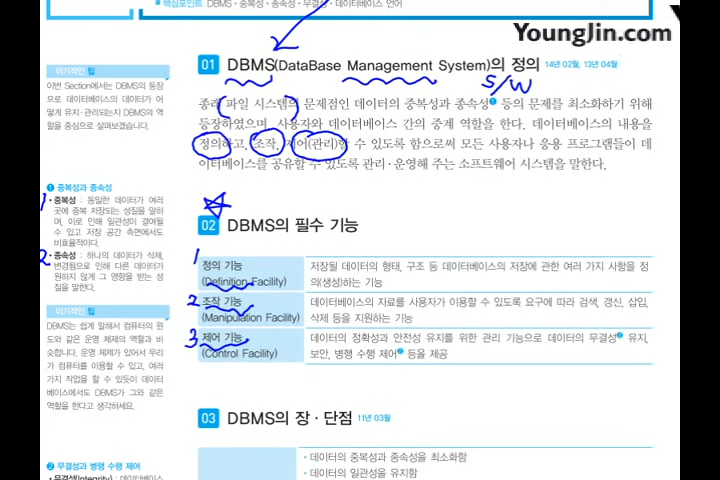 ■ 핵심포인트 DBMS - 중복성 - 종속성 - 무결성 - 데이터베이스 언어
YoungJin.com
이기적인 팁
이번 Section에서는 DBMS의 등장
으로 데이터베이스의 데이터가 어
떻게 유지·관리되는지 DBMS의 역
할을 중심으로 살펴보겠습니다.
❶ 중복성과 종속성
1 • 중복성 : 동일한 데이터가 여러
곳에 중복 저장되는 성질을 말하
며, 이로 인해 일관성이 결여될
수 있고 저장 공간 측면에서도
비효율적이다.
2 • 종속성 : 하나의 데이터가 삭제,
변경됨으로 인해 다른 데이터가
원하지 않게 그 영향을 받는 성
질을 말한다.
이기적인 팁
DBMS는 쉽게 말해서 컴퓨터의 윈
도와 같은 운영 체제의 역할과 비
슷합니다. 운영 체제가 있어서 우리
가 컴퓨터를 이용할 수 있고, 여러
가지 작업을 할 수 있듯이 데이터
베이스에서도 DBMS가 그와 같은
역할을 한다고 생각하세요.
❷ 무결성과 병행 수행 제어
• 무결성(Integrity) : 데이터베이스
01 DBMS(DataBase Management System)의 정의 14년 02월, 13년 04월
S/W
종래 파일 시스템의 문제점인 데이터의 중복성과 종속성❶ 등의 문제를 최소화하기 위해
등장하였으며, 사용자와 데이터베이스 간의 중계 역할을 한다. 데이터베이스의 내용을
정의하고, 조작, 제어(관리)할 수 있도록 함으로써 모든 사용자나 응용 프로그램들이 데
이터베이스를 공유할 수 있도록 관리·운영해 주는 소프트웨어 시스템을 말한다.
02 DBMS의 필수 기능
1 정의 기능
(Definition Facility)
저장될 데이터의 형태, 구조 등 데이터베이스의 저장에 관한 여러 가지 사항을 정
의(생성)하는 기능
2 조작 기능
(Manipulation Facility)
데이터베이스의 자료를 사용자가 이용할 수 있도록 요구에 따라 검색, 갱신, 삽입,
삭제 등을 지원하는 기능
3 제어 기능
(Control Facility)
데이터의 정확성과 안전성 유지를 위한 관리 기능으로 데이터의 무결성❷ 유지,
보안, 병행 수행 제어❷ 등을 제공
03 DBMS의 장·단점 11년 03월
• 데이터의 중복성과 종속성을 최소화함
• 데이터의 일관성을 유지함